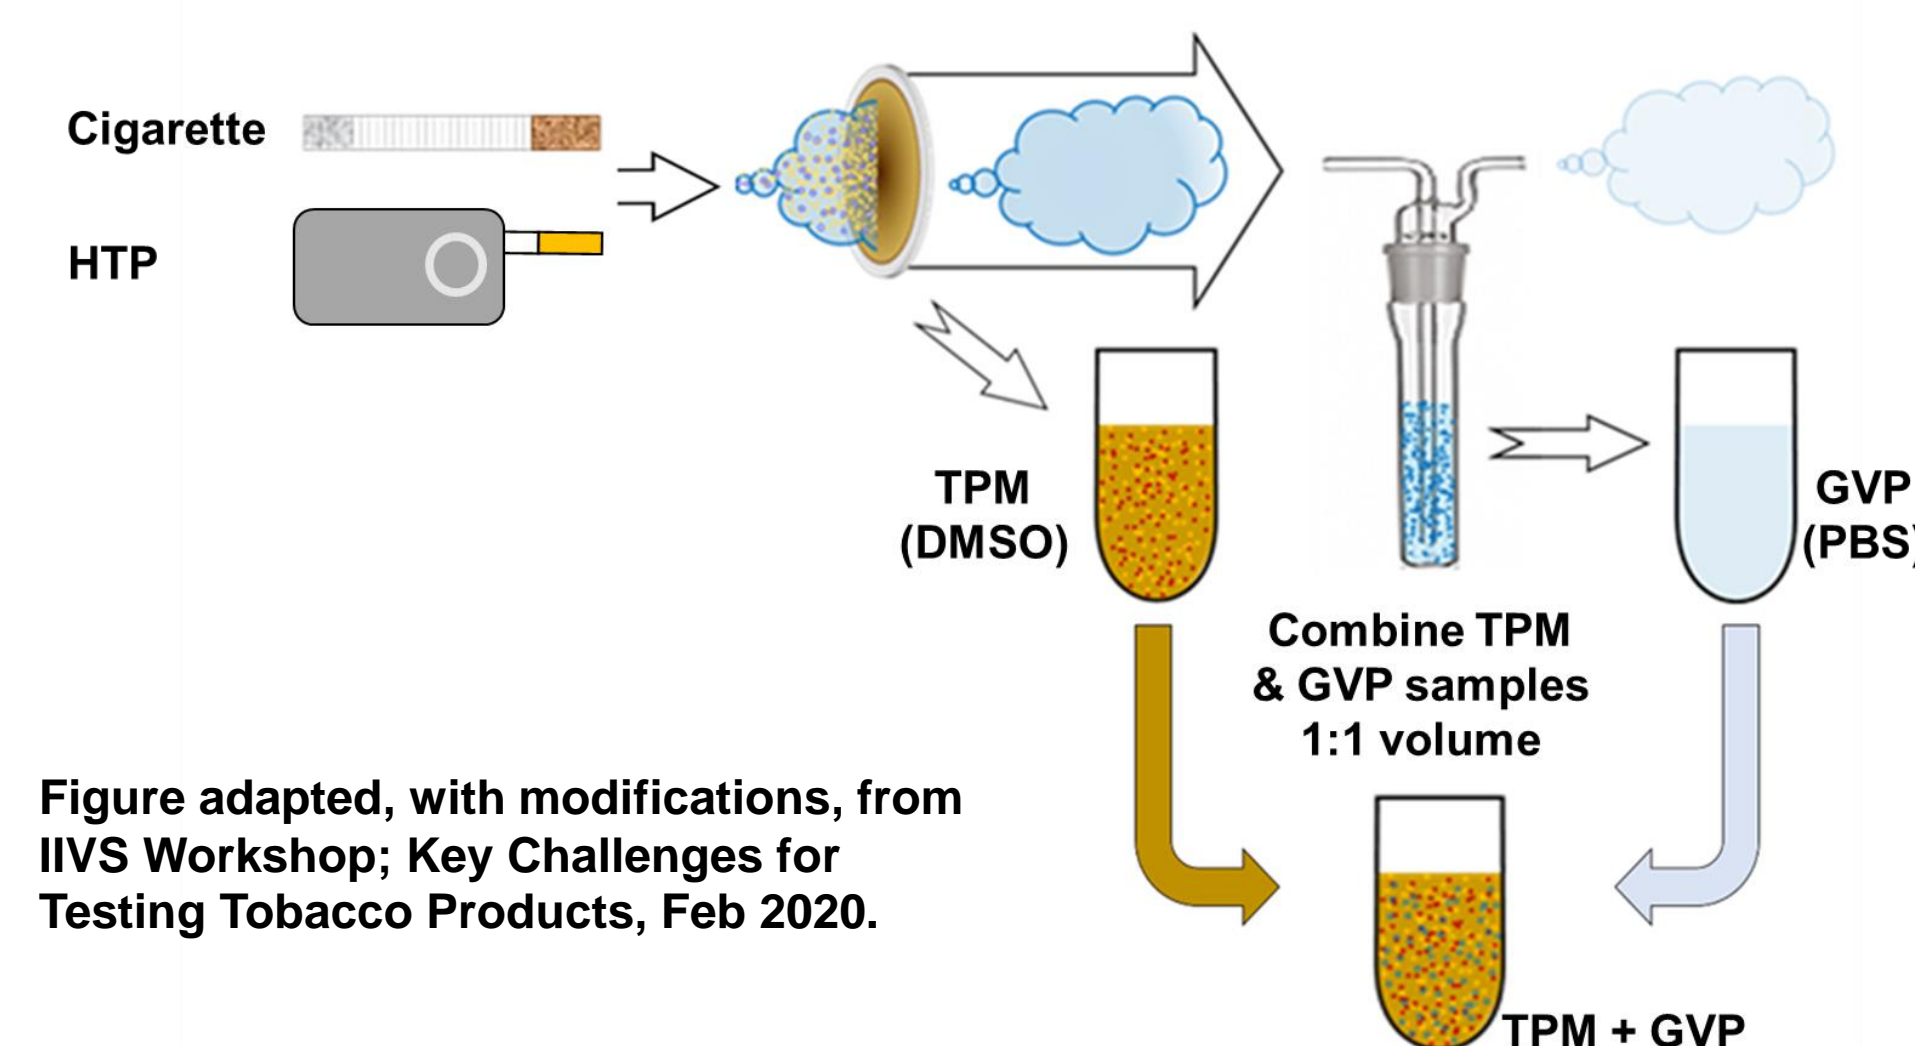 Cigarette
HTP
TPM
(DMSO)
GVP
(PBS)
Combine TPM
& GVP samples
1:1 volume
Figure adapted, with modifications, from
IIVS Workshop; Key Challenges for
Testing Tobacco Products, Feb 2020.
TPM + GVP